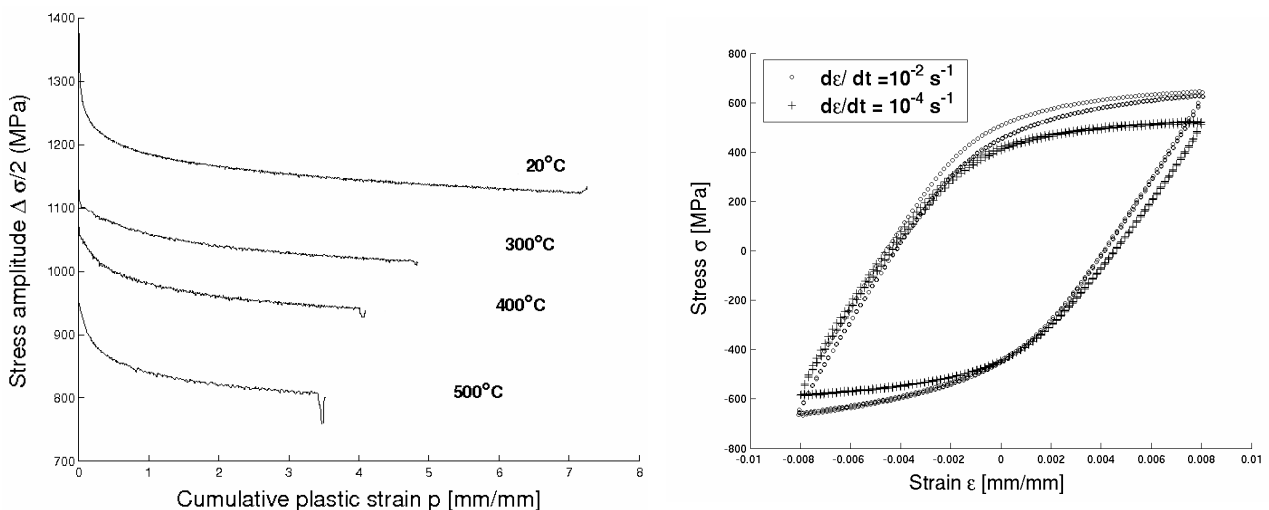 1400
1300
1200
1100
1000
900
800
700
Stress amplitude Δ σ/2 (MPa)
20°C
300°C
400°C
500°C
0 1 2 3 4 5 6 7 8
Cumulative plastic strain p [mm/mm]
800
600
400
200
0
-200
-400
-600
-800
Stress σ [MPa]
dε/ dt =10⁻² s⁻¹
dε/dt = 10⁻⁴ s⁻¹
-0.01 -0.008 -0.006 -0.004 -0.002 0 0.002 0.004 0.006 0.008 0.01
Strain ε [mm/mm]